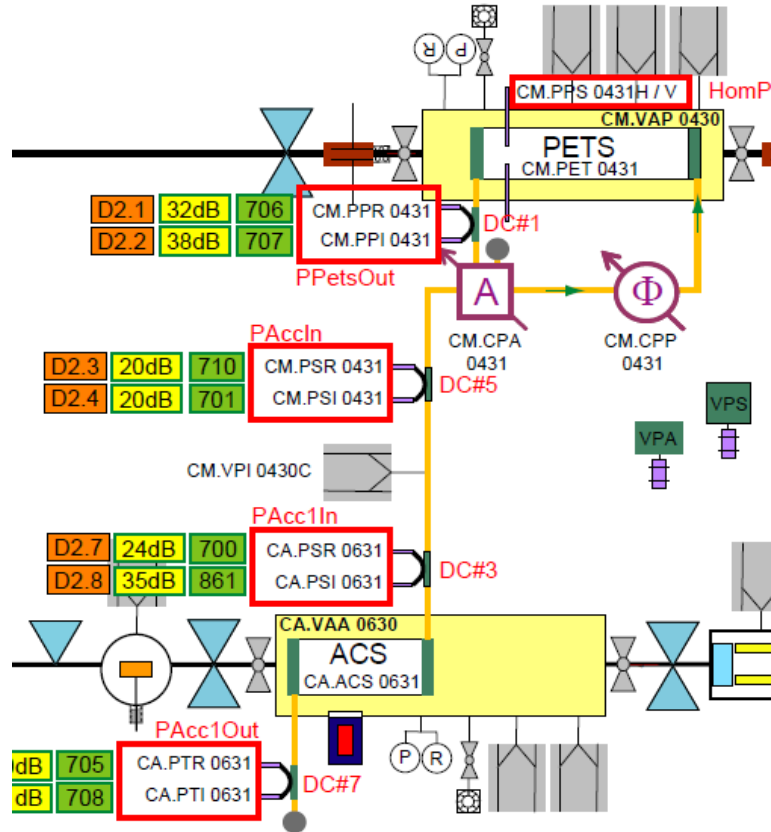 R P
CM.PPS 0431H / V HomP
CM.VAP 0430
PETS
CM.PET 0431
D2.1 32dB 706 CM.PPR 0431
D2.2 38dB 707 CM.PPI 0431
DC#1
PPetsOut
A
Φ
CM.CPA
0431
CM.CPP
0431
PAccIn
D2.3 20dB 710 CM.PSR 0431
D2.4 20dB 701 CM.PSI 0431
DC#5
VPS
VPA
CM.VPI 0430C
PAcc1In
D2.7 24dB 700 CA.PSR 0631
D2.8 35dB 861 CA.PSI 0631
DC#3
CA.VAA 0630
ACS
CA.ACS 0631
PAcc1Out
P R
dB 705 CA.PTR 0631
dB 708 CA.PTI 0631
DC#7